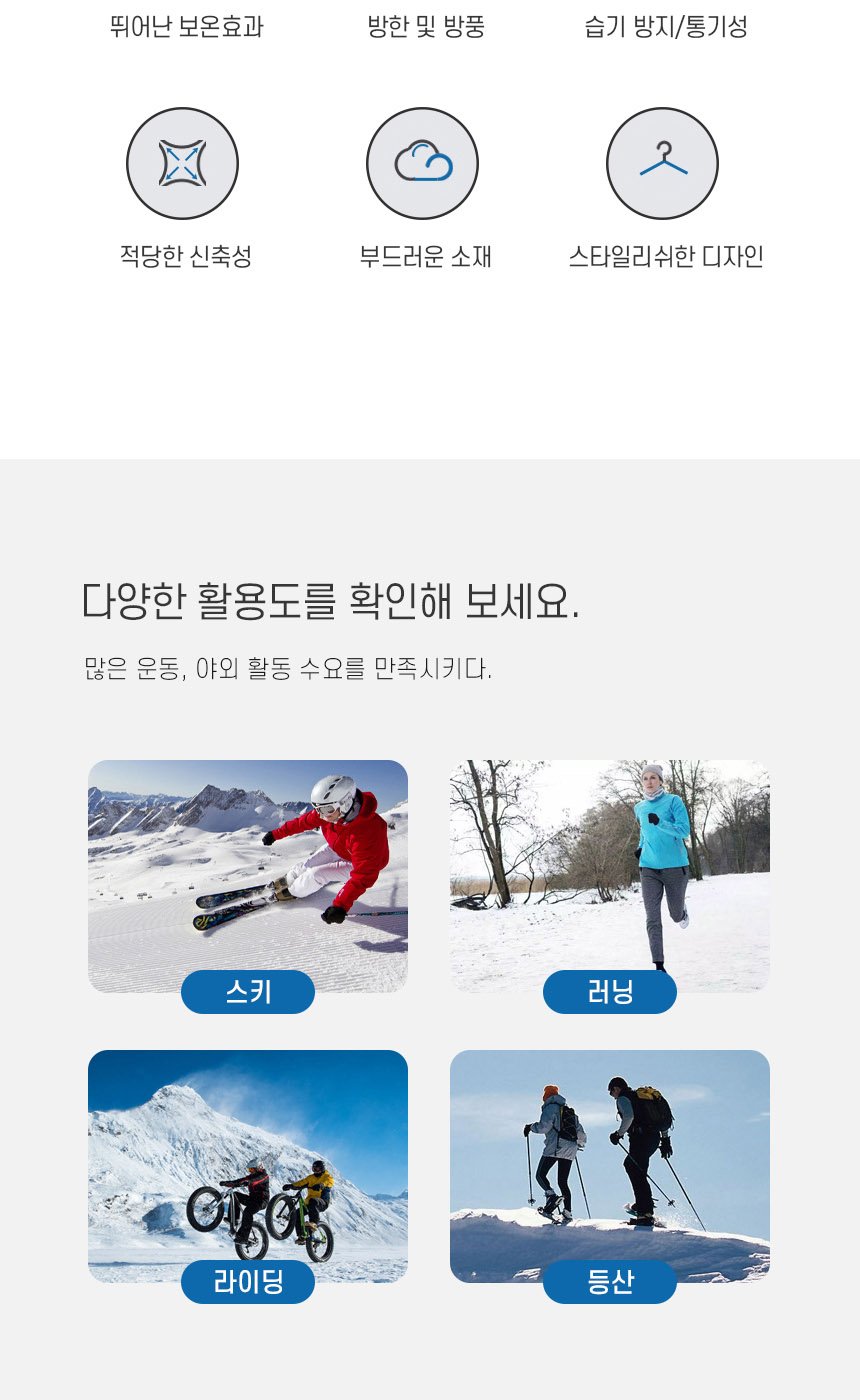 뛰어난 보온효과
방한 및 방풍
습기 방지/통기성
적당한 신축성
부드러운 소재
스타일리쉬한 디자인
다양한 활용도를 확인해 보세요.
많은 운동, 야외 활동 수요를 만족시키다.
스키
러닝
라이딩
등산